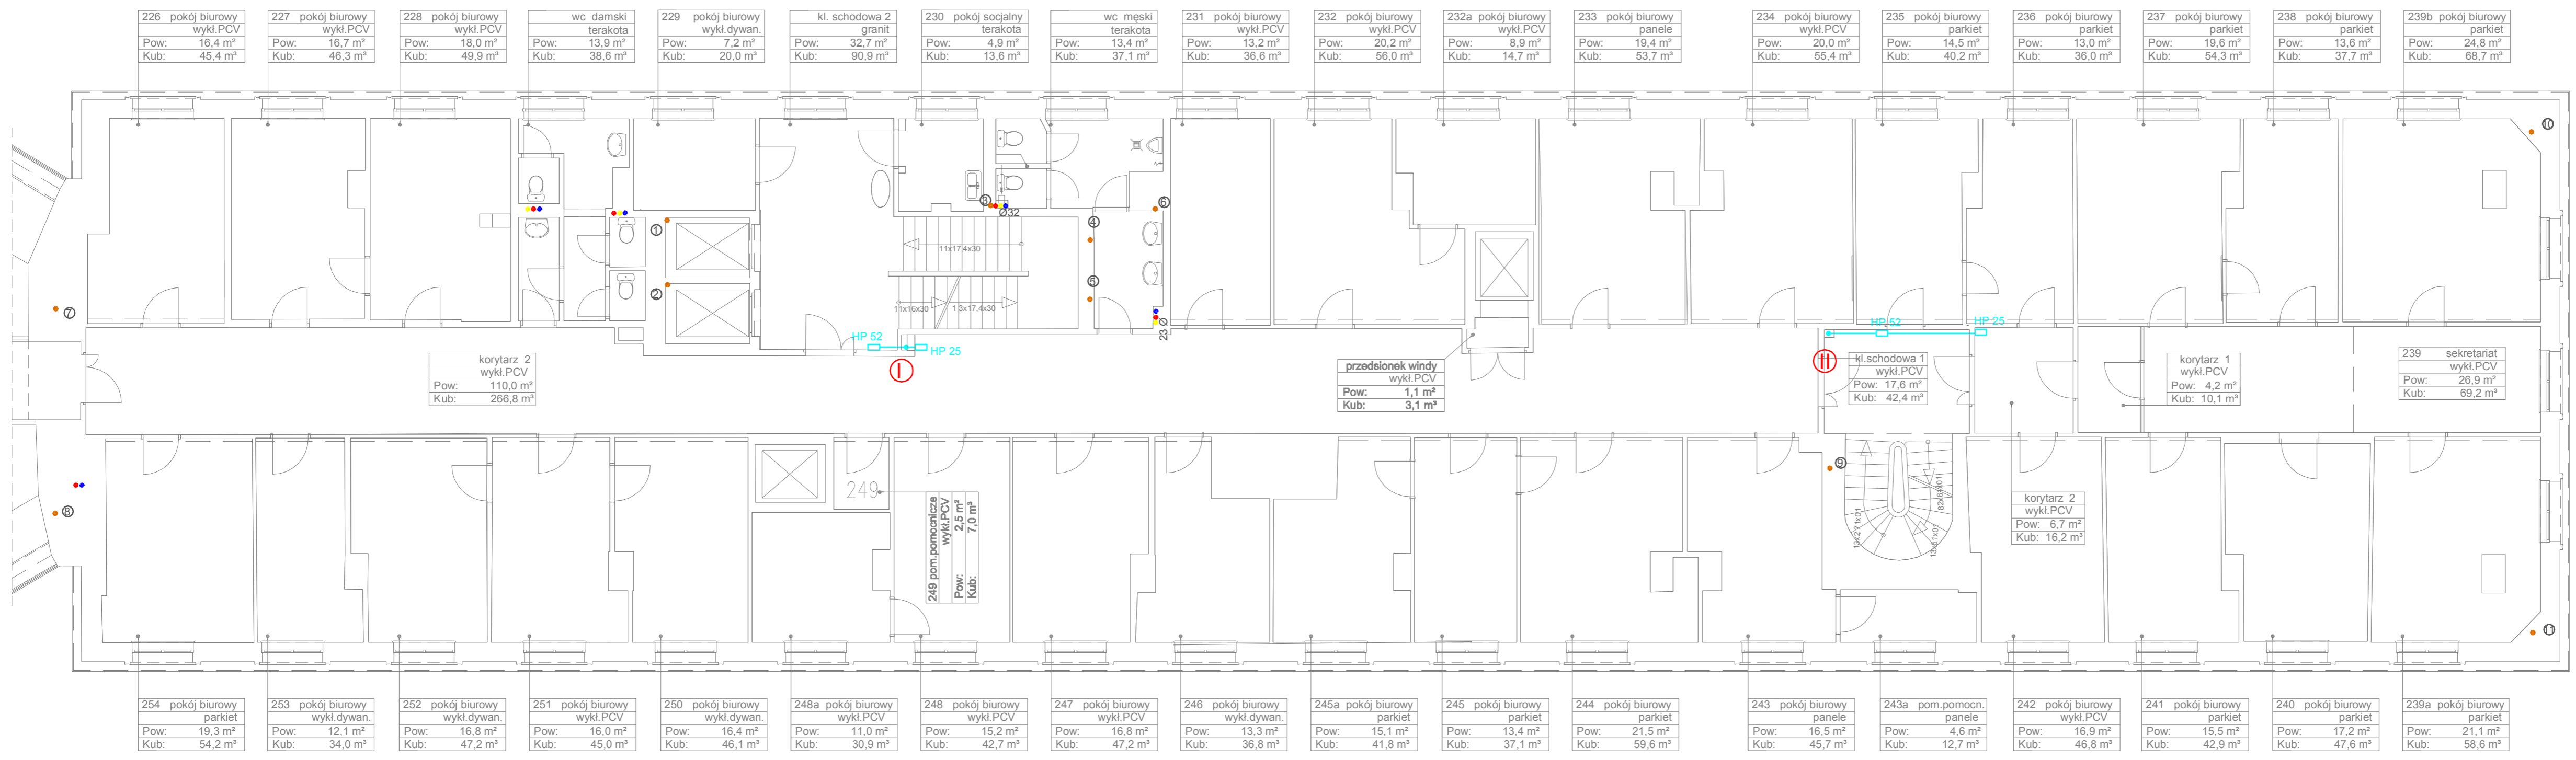 226 pokój biurowy
wykł.PCV
Pow: 16,4 m²
Kub: 45,4 m³
227 pokój biurowy
wykł.PCV
Pow: 16,7 m²
Kub: 46,3 m³
228 pokój biurowy
wykł.PCV
Pow: 18,0 m²
Kub: 49,9 m³
wc damski
terakota
Pow: 13,9 m²
Kub: 38,6 m³
229 pokój biurowy
wykł.dywan.
Pow: 7,2 m²
Kub: 20,0 m³
kl. schodowa 2
granit
Pow: 32,7 m²
Kub: 90,9 m³
230 pokój socjalny
terakota
Pow: 4,9 m²
Kub: 13,6 m³
wc męski
terakota
Pow: 13,4 m²
Kub: 37,1 m³
231 pokój biurowy
wykł.PCV
Pow: 13,2 m²
Kub: 36,6 m³
232 pokój biurowy
wykł.PCV
Pow: 20,2 m²
Kub: 56,0 m³
232a pokój biurowy
wykł.PCV
Pow: 8,9 m²
Kub: 14,7 m³
233 pokój biurowy
panele
Pow: 19,4 m²
Kub: 53,7 m³
234 pokój biurowy
wykł.PCV
Pow: 20,0 m²
Kub: 55,4 m³
235 pokój biurowy
parkiet
Pow: 14,5 m²
Kub: 40,2 m³
236 pokój biurowy
parkiet
Pow: 13,0 m²
Kub: 36,0 m³
237 pokój biurowy
parkiet
Pow: 19,6 m²
Kub: 54,3 m³
238 pokój biurowy
parkiet
Pow: 13,6 m²
Kub: 37,7 m³
239b pokój biurowy
parkiet
Pow: 24,8 m²
Kub: 68,7 m³
10
3
6
Ø32
4
1
11x17,4x30
5
2
11x16x30
13x17,4x30
7
23 Ø
HP 52
HP 25
I
HP 52
HP 25
II
korytarz 2
wykł.PCV
Pow: 110,0 m²
Kub: 266,8 m³
przedsionek windy
wykł.PCV
Pow: 1,1 m²
Kub: 3,1 m³
kl.schodowa 1
wykł.PCV
Pow: 17,6 m²
Kub: 42,4 m³
korytarz 1
wykł.PCV
Pow: 4,2 m²
Kub: 10,1 m³
239 sekretariat
wykł.PCV
Pow: 26,9 m²
Kub: 69,2 m³
9
8
249
249 pom.pomocnicze
wykł.PCV
Pow: 2,5 m²
Kub: 7,0 m³
korytarz 2
wykł.PCV
Pow: 6,7 m²
Kub: 16,2 m³
11
254 pokój biurowy
parkiet
Pow: 19,3 m²
Kub: 54,2 m³
253 pokój biurowy
wykł.dywan.
Pow: 12,1 m²
Kub: 34,0 m³
252 pokój biurowy
wykł.dywan.
Pow: 16,8 m²
Kub: 47,2 m³
251 pokój biurowy
wykł.PCV
Pow: 16,0 m²
Kub: 45,0 m³
250 pokój biurowy
wykł.dywan.
Pow: 16,4 m²
Kub: 46,1 m³
248a pokój biurowy
wykł.PCV
Pow: 11,0 m²
Kub: 30,9 m³
248 pokój biurowy
wykł.PCV
Pow: 15,2 m²
Kub: 42,7 m³
247 pokój biurowy
wykł.PCV
Pow: 16,8 m²
Kub: 47,2 m³
246 pokój biurowy
wykł.dywan.
Pow: 13,3 m²
Kub: 36,8 m³
245a pokój biurowy
parkiet
Pow: 15,1 m²
Kub: 41,8 m³
245 pokój biurowy
parkiet
Pow: 13,4 m²
Kub: 37,1 m³
244 pokój biurowy
parkiet
Pow: 21,5 m²
Kub: 59,6 m³
243 pokój biurowy
panele
Pow: 16,5 m²
Kub: 45,7 m³
243a pom.pomocn.
panele
Pow: 4,6 m²
Kub: 12,7 m³
242 pokój biurowy
wykł.PCV
Pow: 16,9 m²
Kub: 46,8 m³
241 pokój biurowy
parkiet
Pow: 15,5 m²
Kub: 42,9 m³
240 pokój biurowy
parkiet
Pow: 17,2 m²
Kub: 47,6 m³
239a pokój biurowy
parkiet
Pow: 21,1 m²
Kub: 58,6 m³